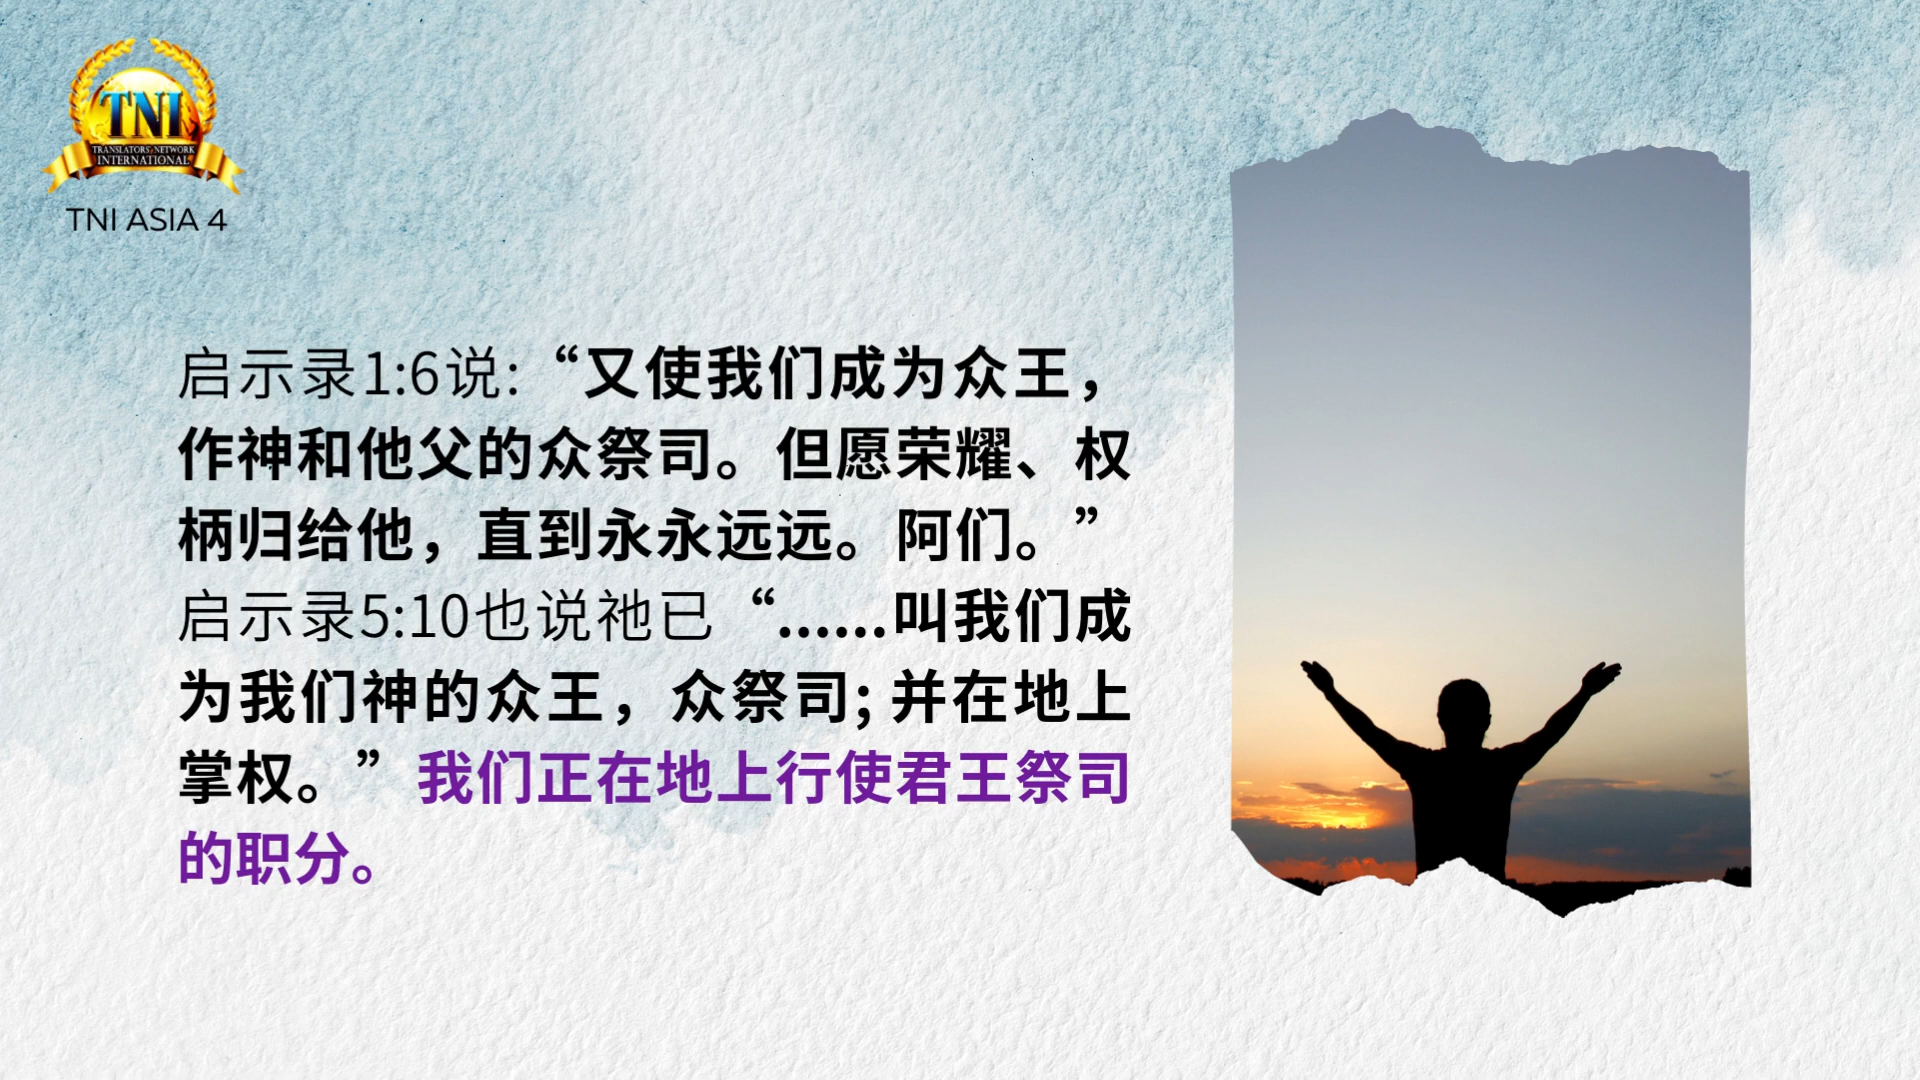 TNI
TRANSLATORS' NETWORK
INTERNATIONAL
TNI ASIA 4
启示录1:6说:“又使我们成为众王，
作神和他父的众祭司。但愿荣耀、权
柄归给他，直到永永远远。阿们。”
启示录5:10也说祂已“......叫我们成
为我们神的众王，众祭司; 并在地上
掌权。”我们正在地上行使君王祭司
的职分。